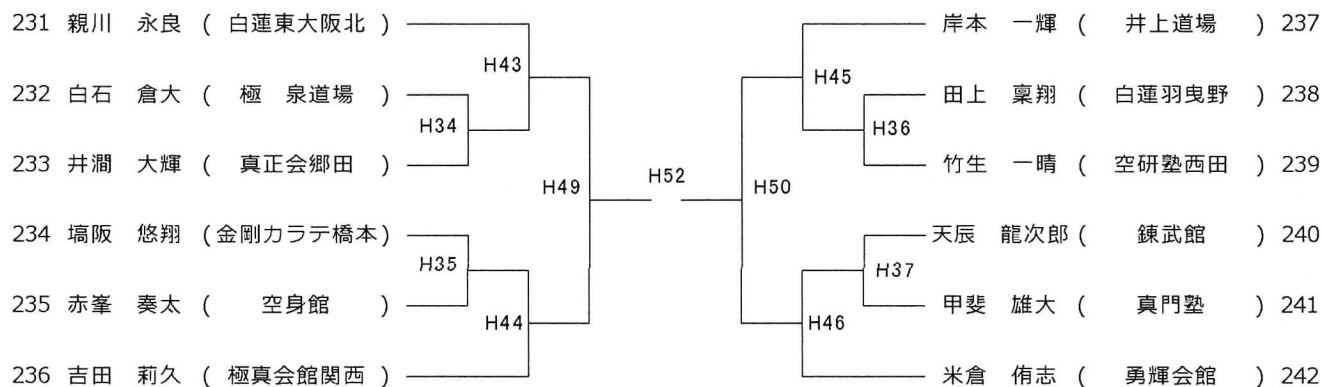 231 親川 永良 ( 白蓮東大阪北 )
H43
232 白石 倉大 ( 極 泉道場 )
H34
233 井澗 大輝 ( 真正会郷田 )
H49
234 塙阪 悠翔 ( 金剛カラテ橋本 )
H35
235 赤峯 奏太 ( 空身館 )
H44
236 吉田 莉久 ( 極真会館関西 )
H52
岸本 一輝 ( 井上道場 ) 237
H45
田上 稟翔 ( 白蓮羽曳野 ) 238
H36
竹生 一晴 ( 空研塾西田 ) 239
H50
天辰 龍次郎 ( 錬武館 ) 240
H37
甲斐 雄大 ( 真門塾 ) 241
H46
米倉 侑志 ( 勇輝会館 ) 242